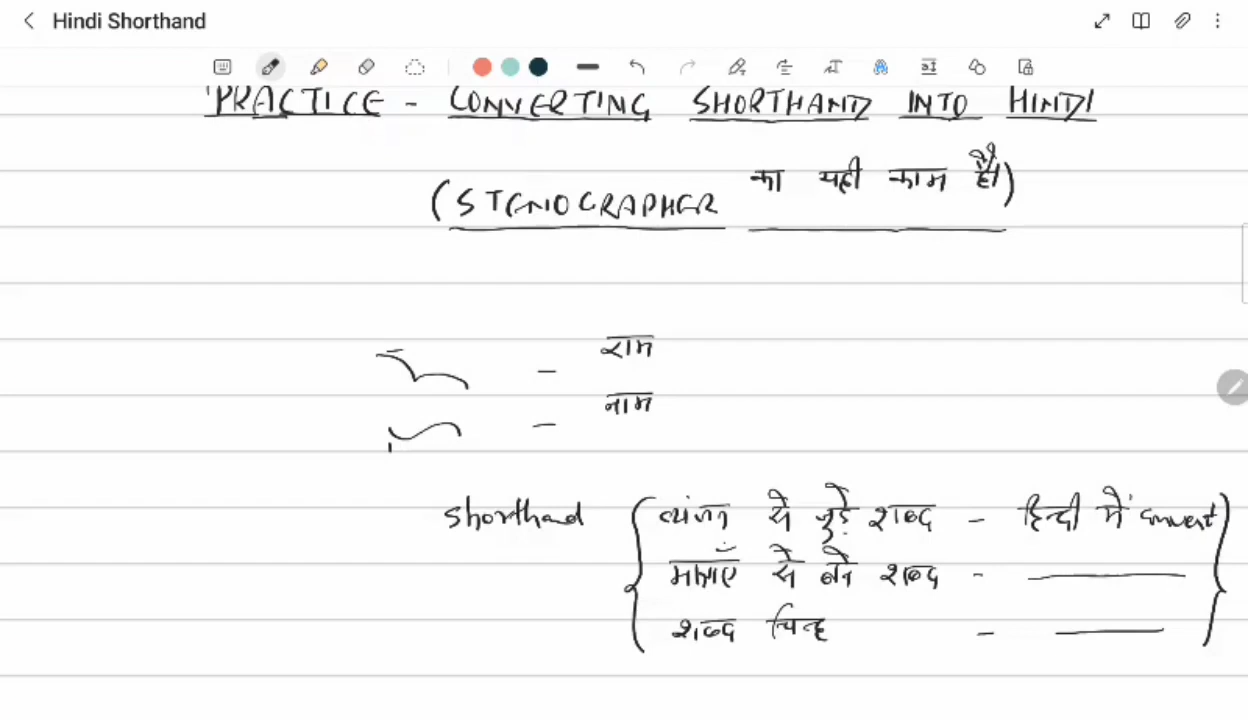 Hindi Shorthand
PRACTICE - CONVERTING SHORTHAND INTO HINDI
(STENOGRAPHER का यही काम है।)
- राम
- नाम
shorthand { व्यंजन से जुड़े शब्द - हिन्दी में convert }
मात्राएँ से बने शब्द -
शब्द चिन्ह -